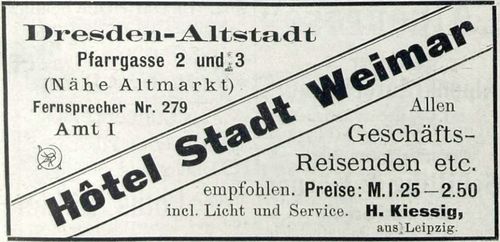 Dresden-Altstadt
Pfarrgasse 2 und 3
(Nähe Altmarkt)
Fernsprecher Nr. 279
Amt I
Hôtel Stadt Weimar
Allen
Geschäfts-
Reisenden etc.
empfohlen. Preise: M.1.25—2.50
incl. Licht und Service. H. Kiessig,
aus Leipzig.